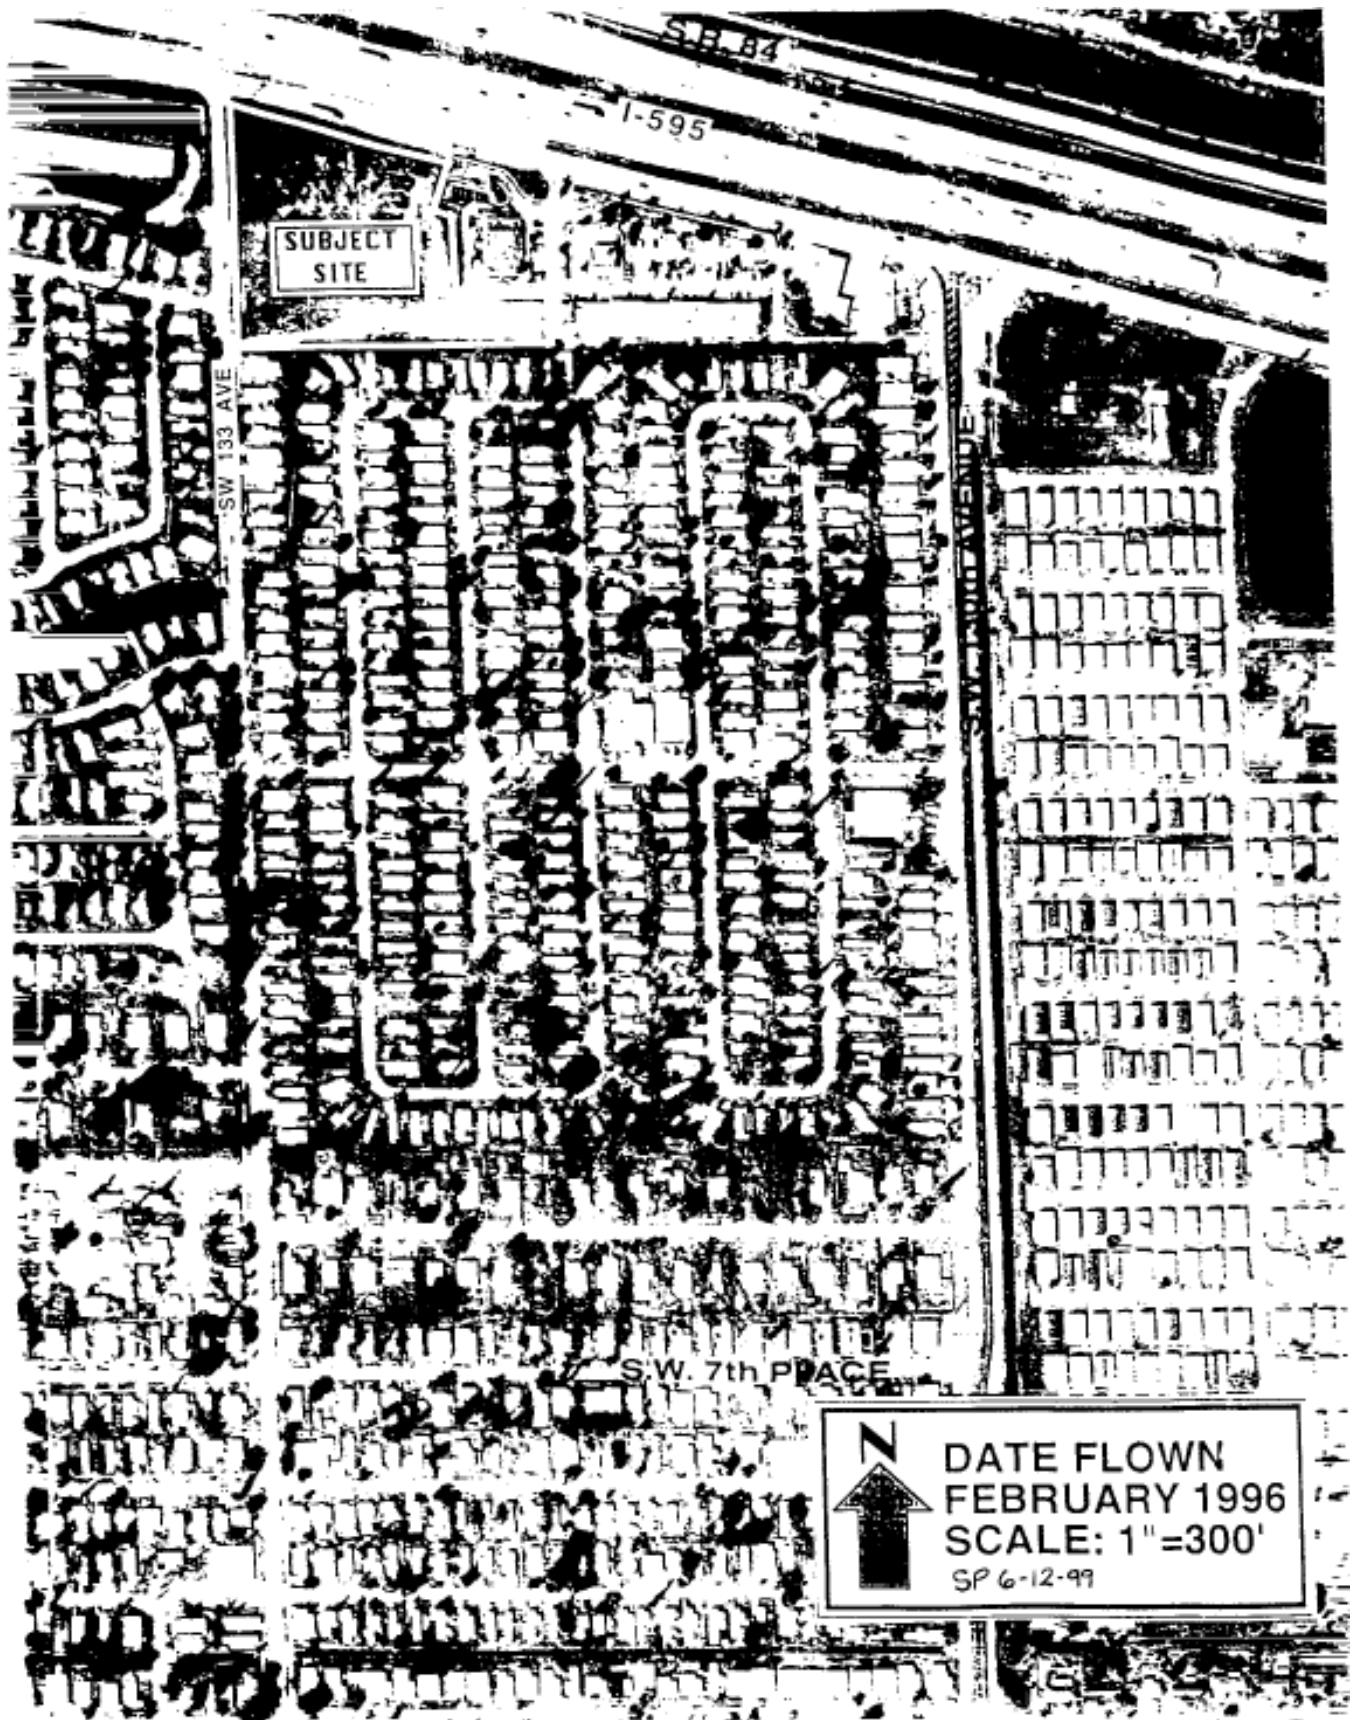 S.R. 84
I-595
SUBJECT
SITE
SW 133 AVE
AVENUE
S.W. 7th PLACE
N
DATE FLOWN
FEBRUARY 1996
SCALE: 1"=300'
SP 6-12-99